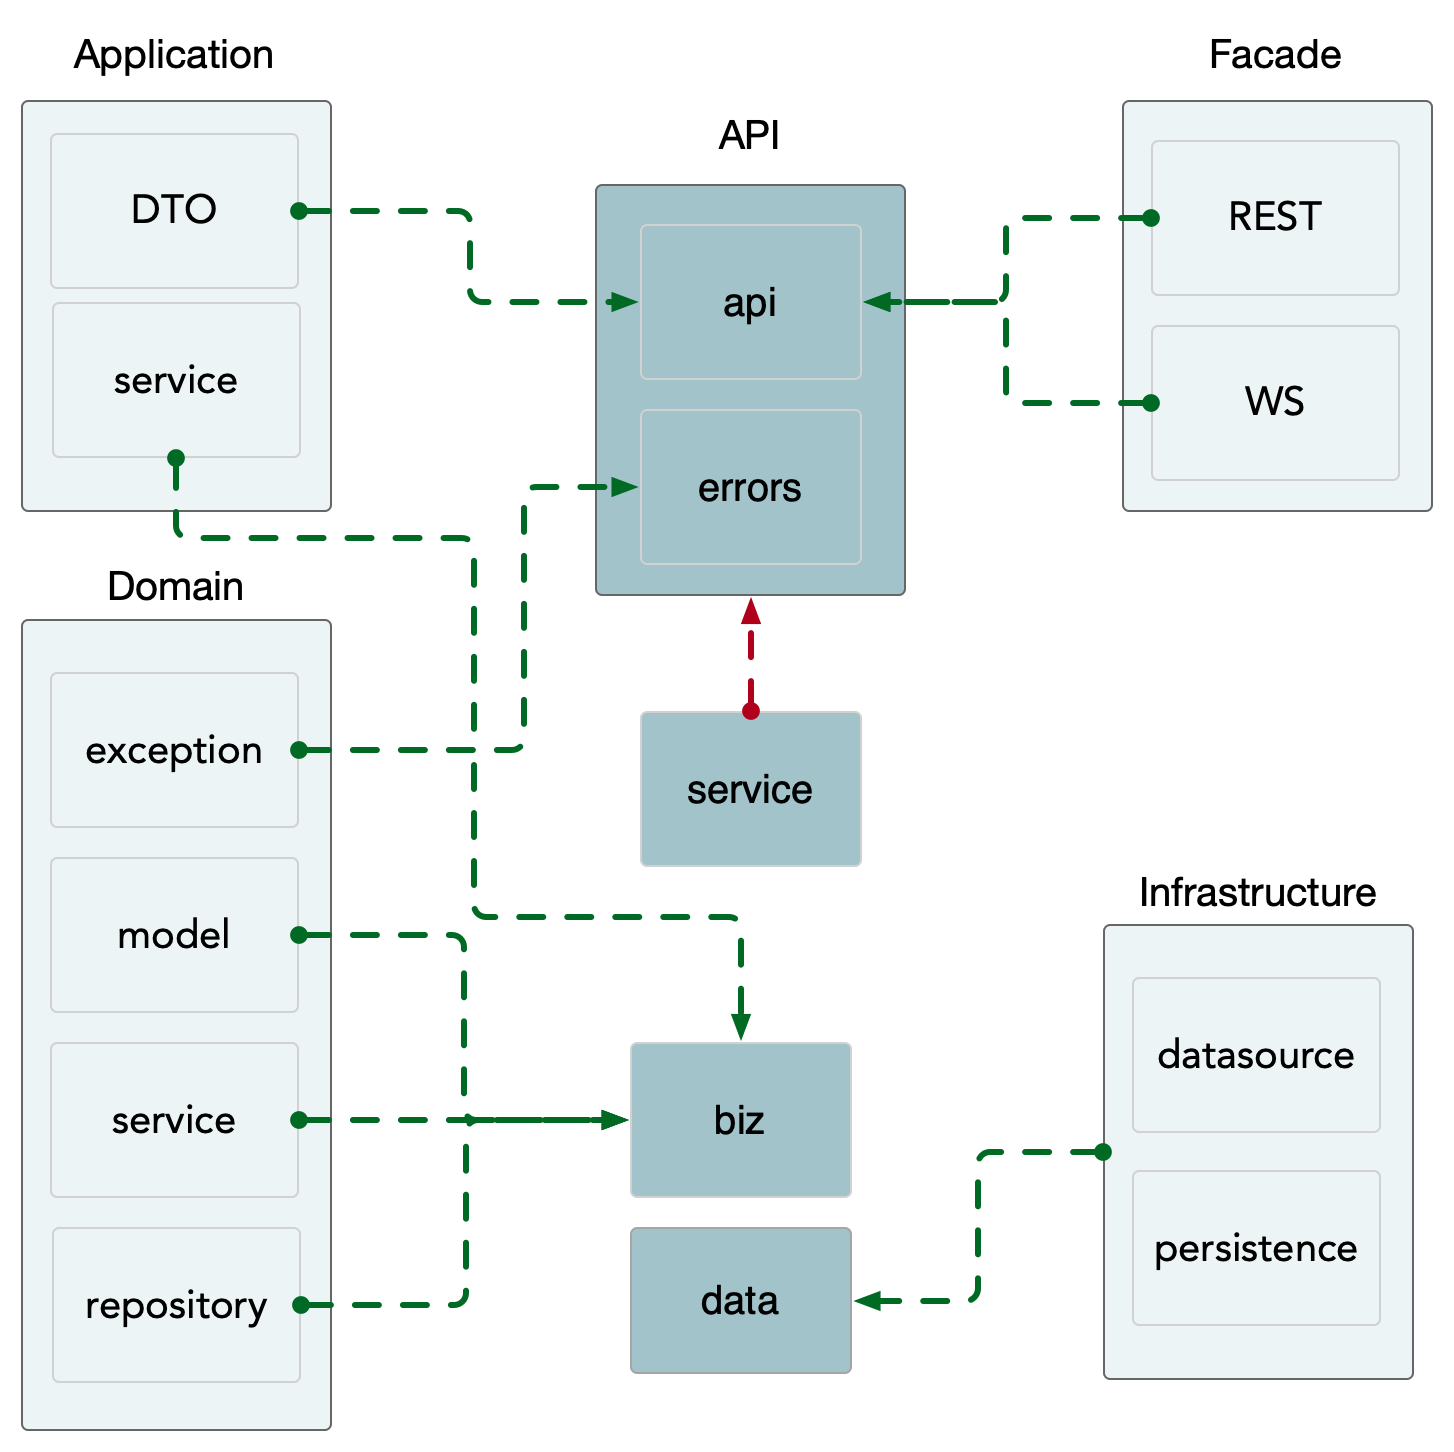 Application
DTO
service
API
api
errors
Facade
REST
WS
Domain
exception
model
service
repository
service
biz
data
Infrastructure
datasource
persistence